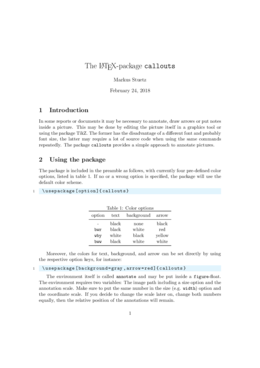 The LATEX-package callouts
Markus Stuetz
February 24, 2018
1 Introduction
In some reports or documents it may be necessary to annotate, draw arrows or put notes
inside a picture. This may be done by editing the picture itself in a graphics tool or
using the package TikZ. The former has the disadvantage of a different font and probably
font size, the latter may require a lot of source code when using the same commands
repeatedly. The package callouts provides a simple approach to annotate pictures.
2 Using the package
The package is included in the preamble as follows, with currently four pre-defined color
options, listed in table 1. If no or a wrong option is specified, the package will use the
default color scheme.
1 \usepackage[option]{callouts}
Table 1: Color options
option text background arrow
- black none black
bwr black white red
wby white black yellow
bww black white white
Moreover, the colors for text, background, and arrow can be set directly by using
the respective option keys, for instance:
1 \usepackage[background=gray,arrow=red]{callouts}
The environment itself is called annotate and may be put inside a figure-float.
The environment requires two variables. The image path including a size option and the
annotation scale. Make sure to put the same number in the size (e.g. width) option and
the coordinate scale. If you decide to change the scale later on, change both numbers
equally, then the relative position of the annotations will remain.
1